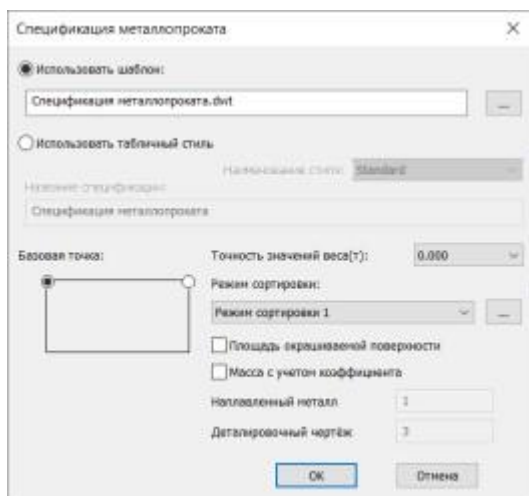 Спецификация металлопроката
Использовать шаблон:
Спецификация металлопроката.dwt
...
Использовать табличный стиль
Наименование стиля: Standard
Название спецификации:
Спецификация металлопроката
Базовая точка:
Точность значений веса(т): 0.000
Режим сортировки:
Режим сортировки 1
...
Площадь окрашиваемой поверхности
Масса с учетом коэффициента
Наплавленный металл 1
Деталировочный чертёж 3
OK Отмена